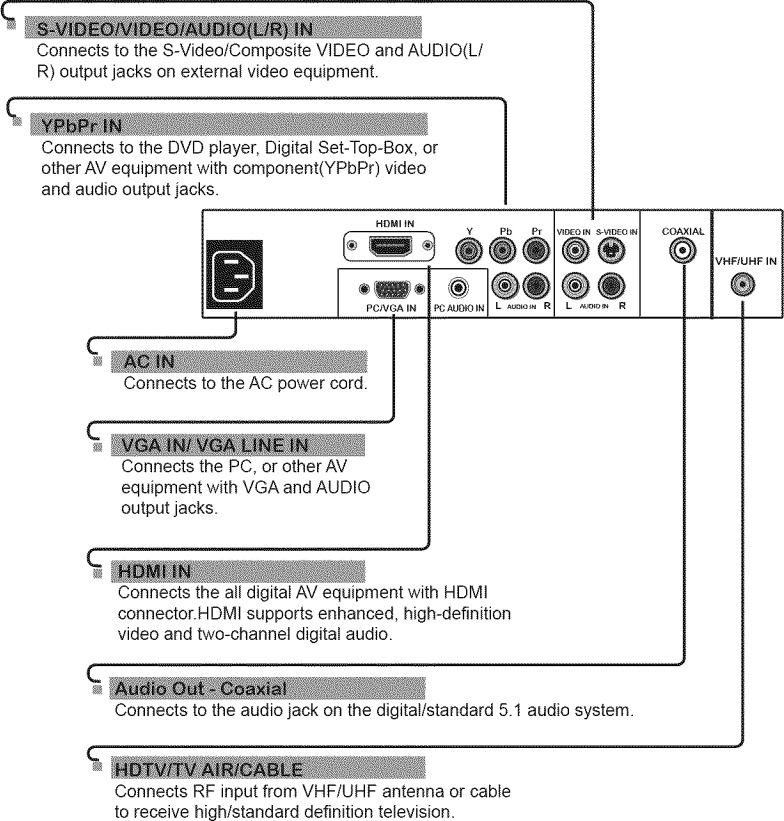 S-VIDEO/VIDEO/AUDIO(L/R) IN
Connects to the S-Video/Composite VIDEO and AUDIO(L/
R) output jacks on external video equipment.
YPbPr IN
Connects to the DVD player, Digital Set-Top-Box, or
other AV equipment with component(YPbPr) video
and audio output jacks.
HDMI IN
Y Pb Pr VIDEO IN S-VIDEO IN COAXIAL
VHF/UHF IN
PC/VGA IN PC AUDIO IN L AUDIO IN R L AUDIO IN R
AC IN
Connects to the AC power cord.
VGA IN/ VGA LINE IN
Connects the PC, or other AV
equipment with VGA and AUDIO
output jacks.
HDMI IN
Connects the all digital AV equipment with HDMI
connector.HDMI supports enhanced, high-definition
video and two-channel digital audio.
Audio Out - Coaxial
Connects to the audio jack on the digital/standard 5.1 audio system.
HDTV/TV AIR/CABLE
Connects RF input from VHF/UHF antenna or cable
to receive high/standard definition television.